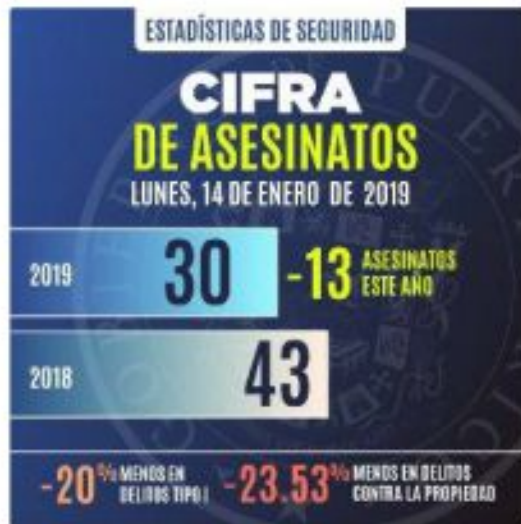 ESTADÍSTICAS DE SEGURIDAD
CIFRA
DE ASESINATOS
LUNES, 14 DE ENERO DE 2019
2019 30 -13 ASESINATOS
ESTE AÑO
2018 43
-20% MENOS EN
DELITOS TIPO I
-23.53% MENOS EN DELITOS
CONTRA LA PROPIEDAD